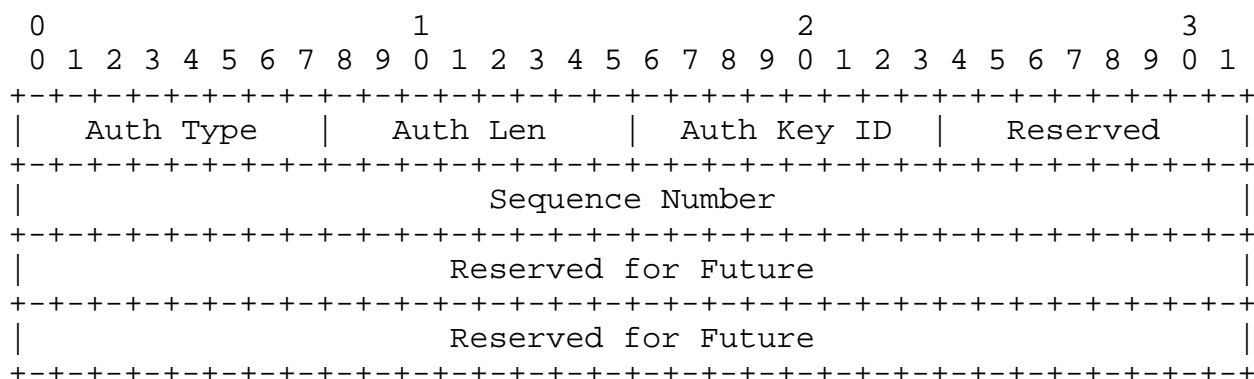 0                   1                   2                   3
 0 1 2 3 4 5 6 7 8 9 0 1 2 3 4 5 6 7 8 9 0 1 2 3 4 5 6 7 8 9 0 1
+-+-+-+-+-+-+-+-+-+-+-+-+-+-+-+-+-+-+-+-+-+-+-+-+-+-+-+-+-+-+-+-+
|   Auth Type   |   Auth Len    |  Auth Key ID  |   Reserved    |
+-+-+-+-+-+-+-+-+-+-+-+-+-+-+-+-+-+-+-+-+-+-+-+-+-+-+-+-+-+-+-+-+
|                        Sequence Number                        |
+-+-+-+-+-+-+-+-+-+-+-+-+-+-+-+-+-+-+-+-+-+-+-+-+-+-+-+-+-+-+-+-+
|                      Reserved for Future                      |
+-+-+-+-+-+-+-+-+-+-+-+-+-+-+-+-+-+-+-+-+-+-+-+-+-+-+-+-+-+-+-+-+
|                      Reserved for Future                      |
+-+-+-+-+-+-+-+-+-+-+-+-+-+-+-+-+-+-+-+-+-+-+-+-+-+-+-+-+-+-+-+-+